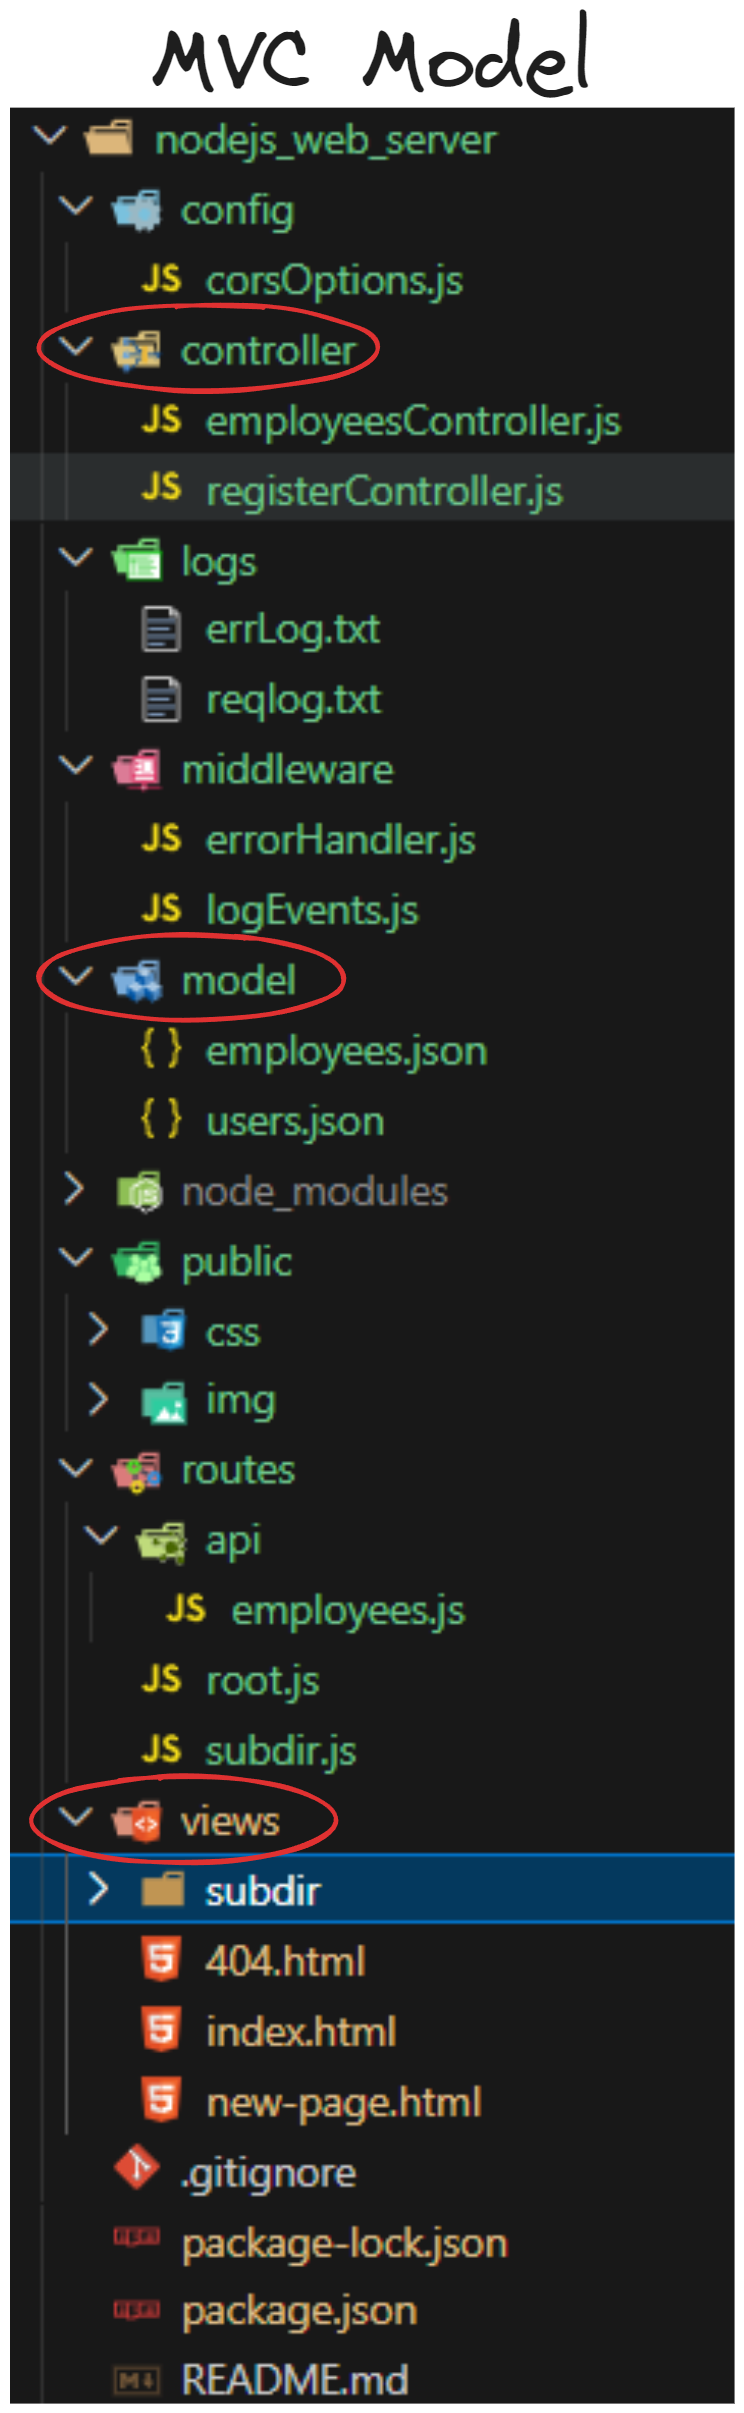 MVC Model
nodejs_web_server
config
JS corsOptions.js
controller
JS employeesController.js
JS registerController.js
logs
errLog.txt
reqlog.txt
middleware
JS errorHandler.js
JS logEvents.js
model
{} employees.json
{} users.json
node_modules
public
css
img
routes
api
JS employees.js
JS root.js
JS subdir.js
views
subdir
404.html
index.html
new-page.html
.gitignore
package-lock.json
package.json
README.md